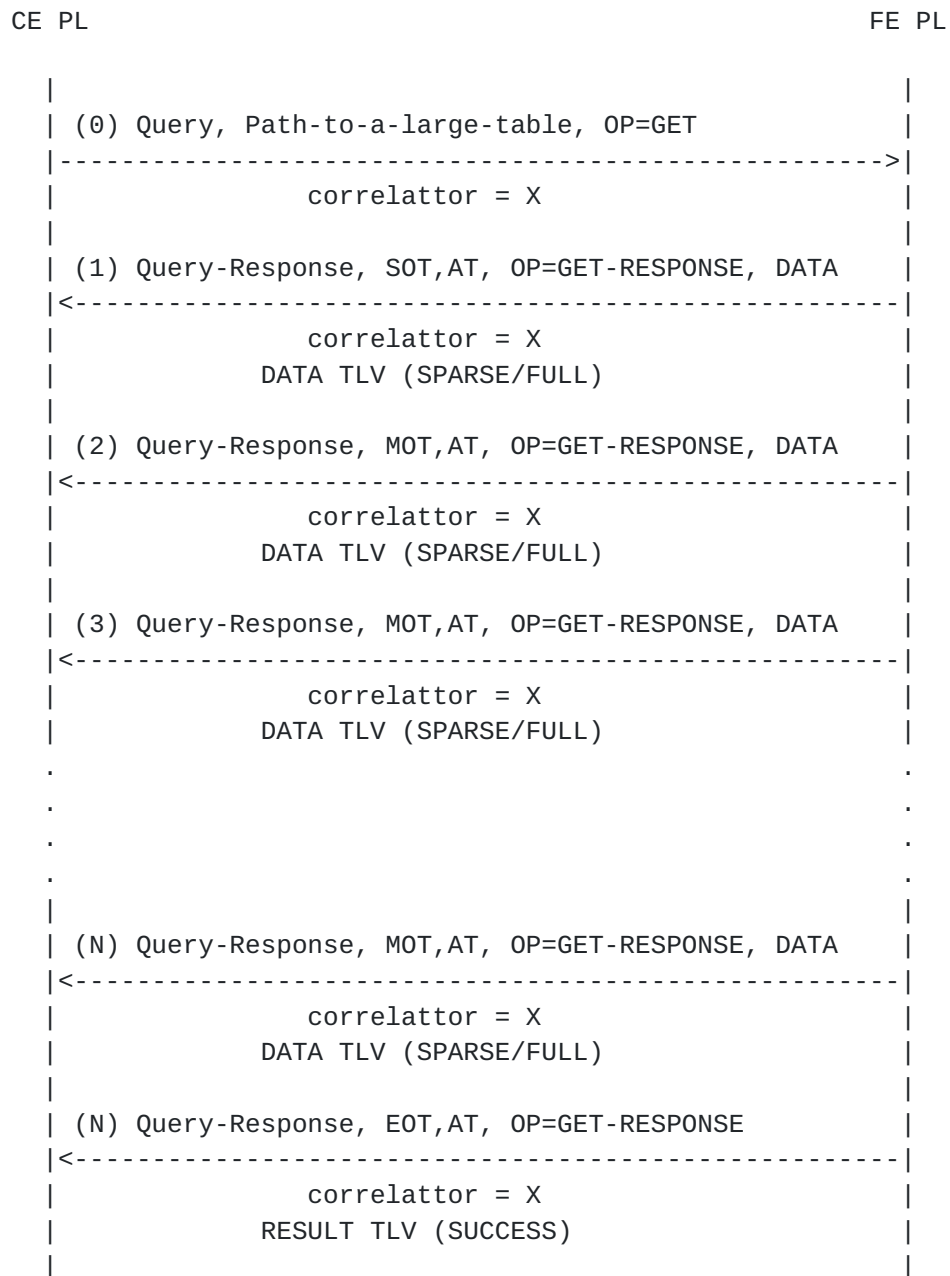 CE PL FE PL
(0) Query, Path-to-a-large-table, OP=GET
correlattor = X
(1) Query-Response, SOT,AT, OP=GET-RESPONSE, DATA
correlattor = X
DATA TLV (SPARSE/FULL)
(2) Query-Response, MOT,AT, OP=GET-RESPONSE, DATA
correlattor = X
DATA TLV (SPARSE/FULL)
(3) Query-Response, MOT,AT, OP=GET-RESPONSE, DATA
correlattor = X
DATA TLV (SPARSE/FULL)
(N) Query-Response, MOT,AT, OP=GET-RESPONSE, DATA
correlattor = X
DATA TLV (SPARSE/FULL)
(N) Query-Response, EOT,AT, OP=GET-RESPONSE
correlattor = X
RESULT TLV (SUCCESS)